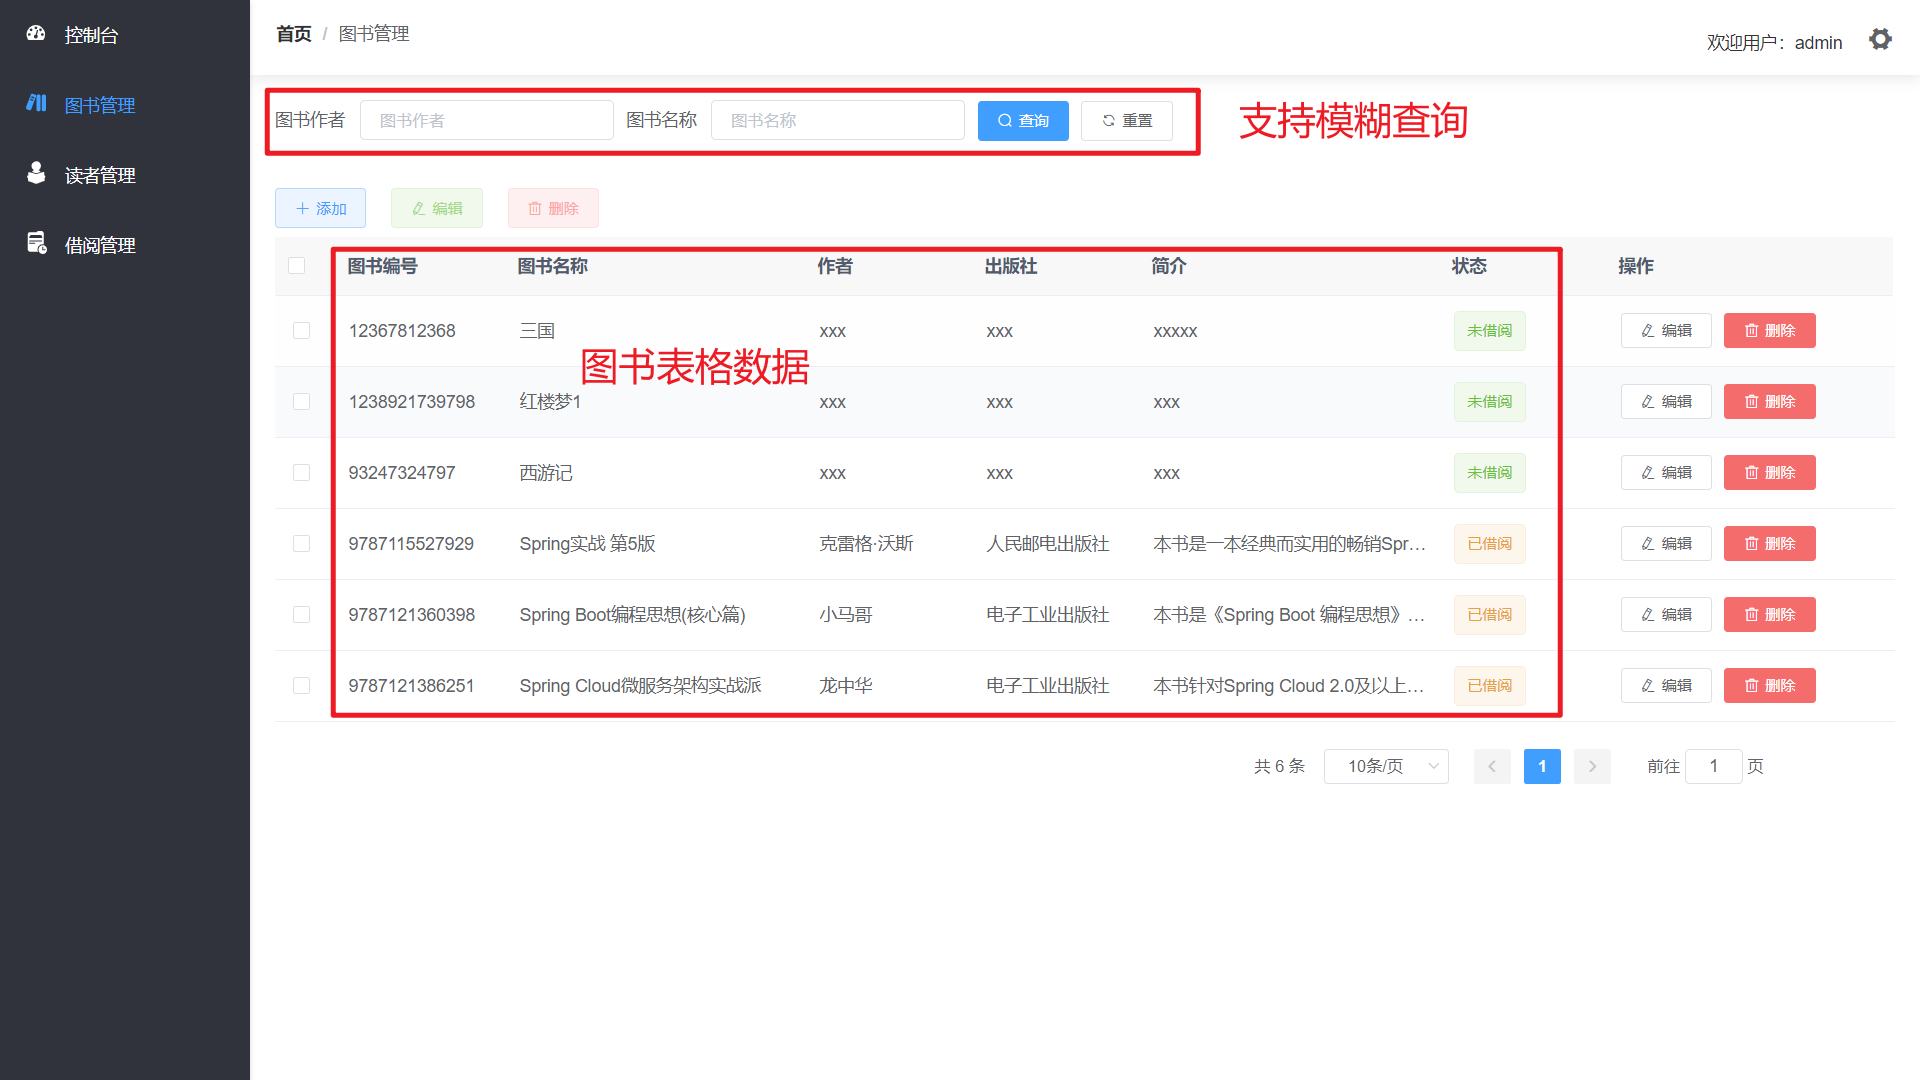 控制台
图书管理
读者管理
借阅管理
首页 / 图书管理
欢迎用户：admin
图书作者 图书作者 图书名称 图书名称 查询 重置
支持模糊查询
添加 编辑 删除
图书编号 图书名称 作者 出版社 简介 状态 操作
12367812368 三国 xxx xxx xxxxx 未借阅 编辑 删除
图书表格数据
1238921739798 红楼梦1 xxx xxx xxx 未借阅 编辑 删除
93247324797 西游记 xxx xxx xxx 未借阅 编辑 删除
9787115527929 Spring实战 第5版 克雷格·沃斯 人民邮电出版社 本书是一本经典而实用的畅销Spr... 已借阅 编辑 删除
9787121360398 Spring Boot编程思想(核心篇) 小马哥 电子工业出版社 本书是《Spring Boot 编程思想》... 已借阅 编辑 删除
9787121386251 Spring Cloud微服务架构实战派 龙中华 电子工业出版社 本书针对Spring Cloud 2.0及以上... 已借阅 编辑 删除
共 6 条 10条/页 1 前往 1 页